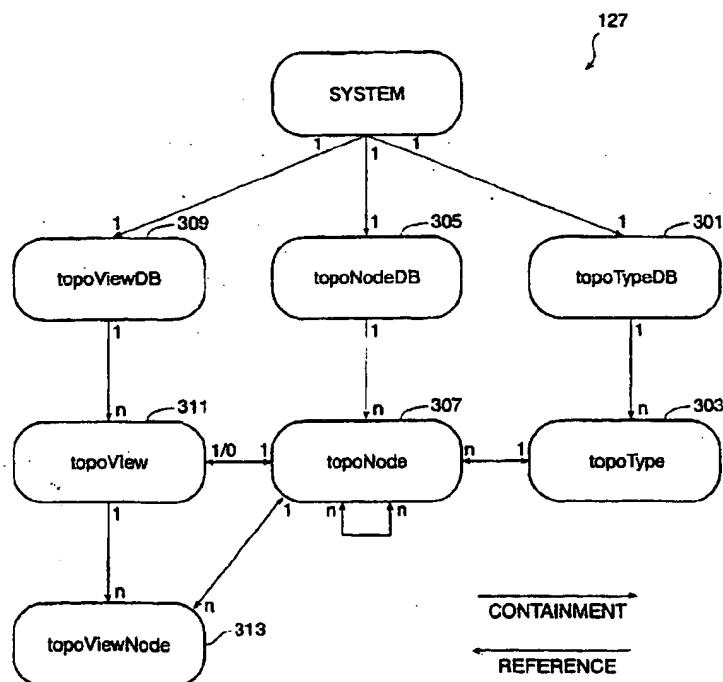 127
SYSTEM
1 1 1
1 309 1 305 1 301
topoViewDB topoNodeDB topoTypeDB
1 1 1
n 311 n 307 n 303
topoView 1/0 1 topoNode n 1 topoType
1 1 n n
n n
topoViewNode 313
CONTAINMENT
REFERENCE